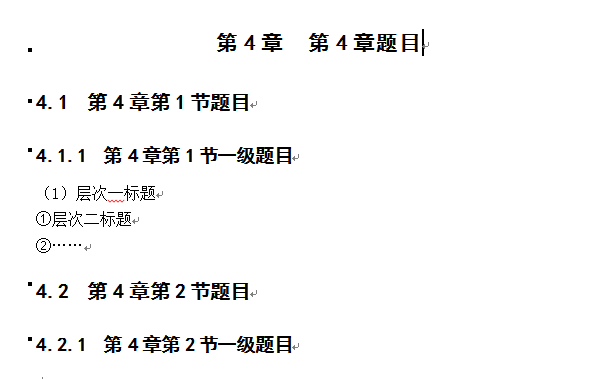 第 4 章　第 4 章题目
4.1　第 4 章第 1 节题目
4.1.1　第 4 章第 1 节一级题目
（1）层次一标题
①层次二标题
②……
4.2　第 4 章第 2 节题目
4.2.1　第 4 章第 2 节一级题目